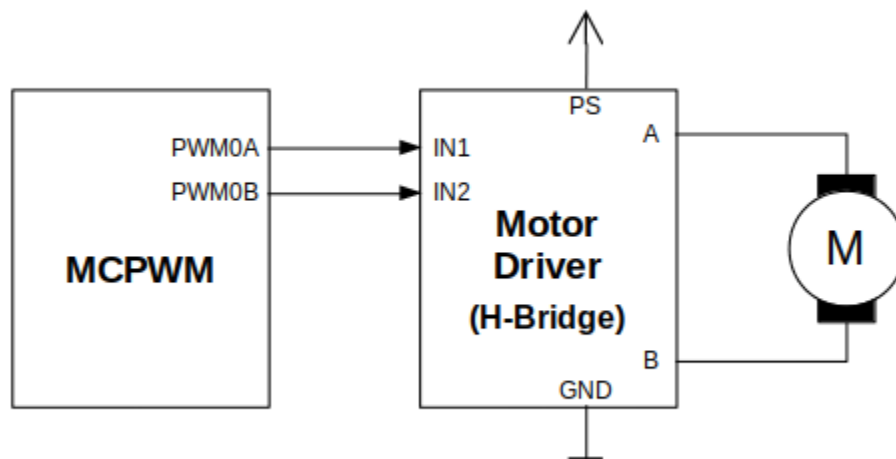 PS
A
PWM0A
IN1
PWM0B
IN2
Motor
Driver
(H-Bridge)
MCPWM
M
B
GND